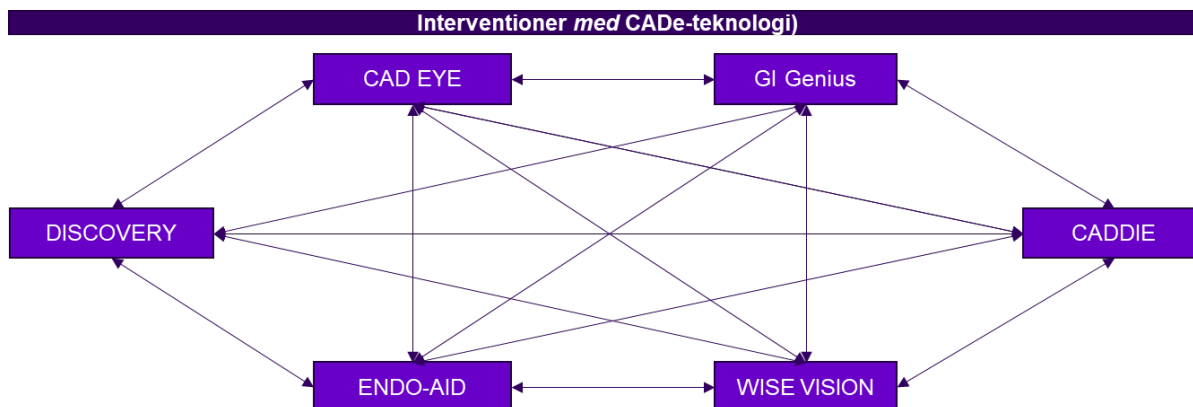 Interventioner med CADe-teknologi)
CAD EYE
GI Genius
DISCOVERY
CADDIE
ENDO-AID
WISE VISION